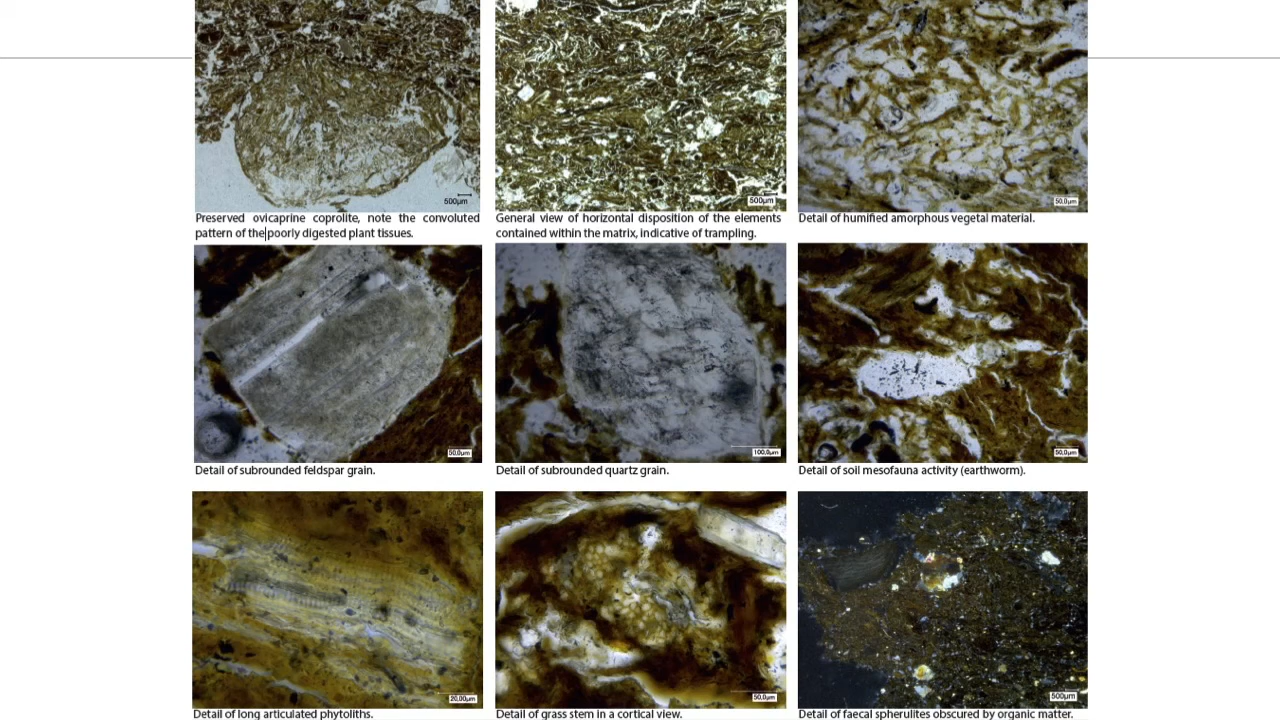 500µm
500µm
50,0µm
Preserved ovicaprine coprolite, note the convoluted
pattern of the poorly digested plant tissues.
General view of horizontal disposition of the elements
contained within the matrix, indicative of trampling.
Detail of humified amorphous vegetal material.
50,0µm
100,0µm
50,0µm
Detail of subrounded feldspar grain.
Detail of subrounded quartz grain.
Detail of soil mesofauna activity (earthworm).
20,00µm
50,0µm
500µm
Detail of long articulated phytoliths.
Detail of grass stem in a cortical view.
Detail of faecal spherulites obscured by organic matter.